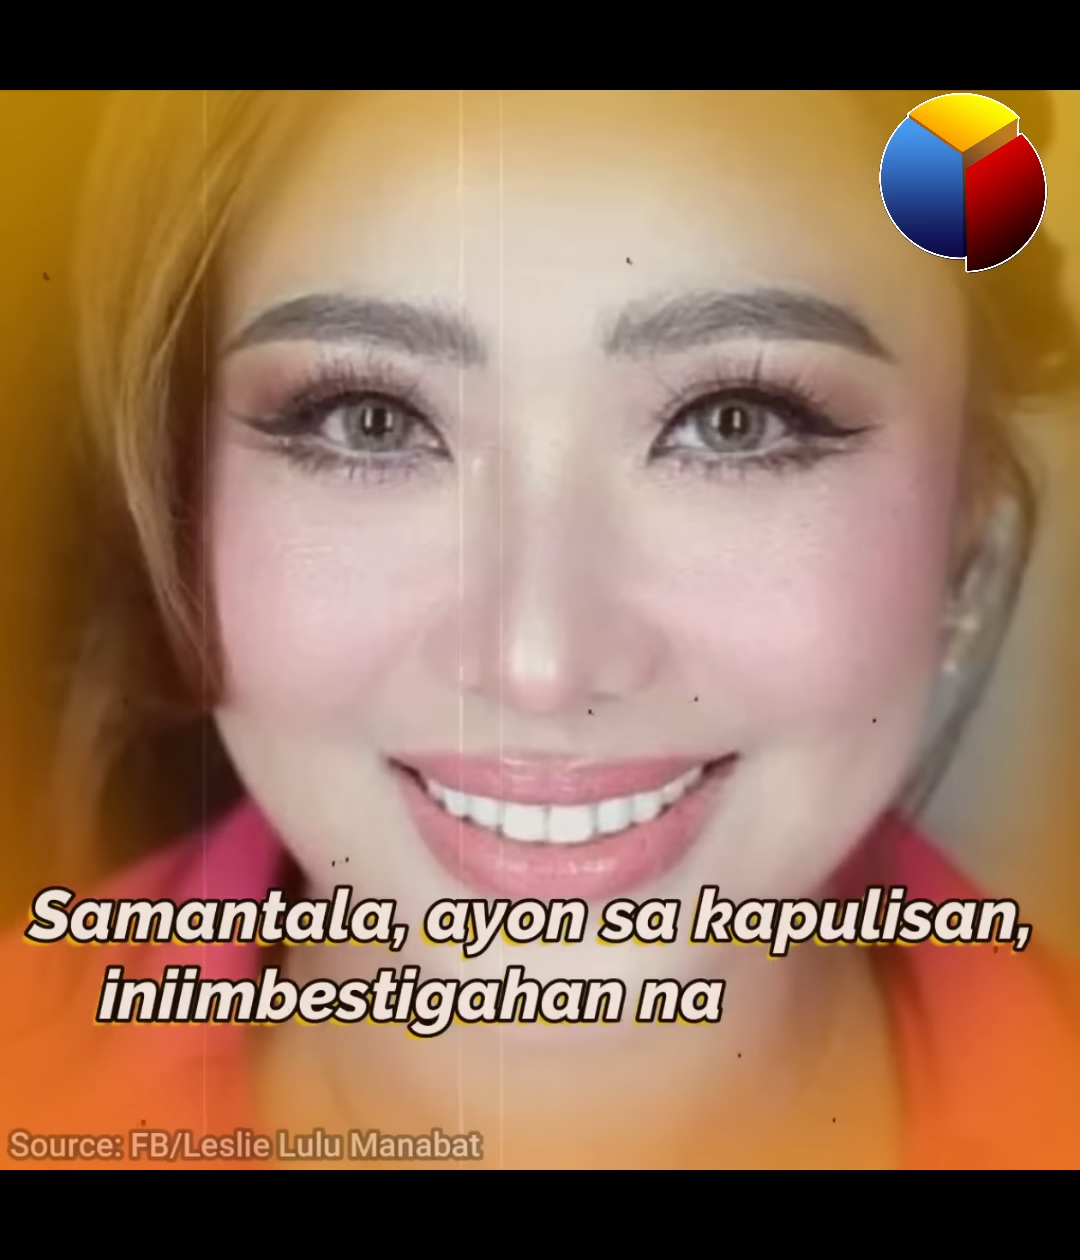 Samantala, ayon sa kapulisan,
iniimbestigahan na
Source: FB/Leslie Lulu Manabat